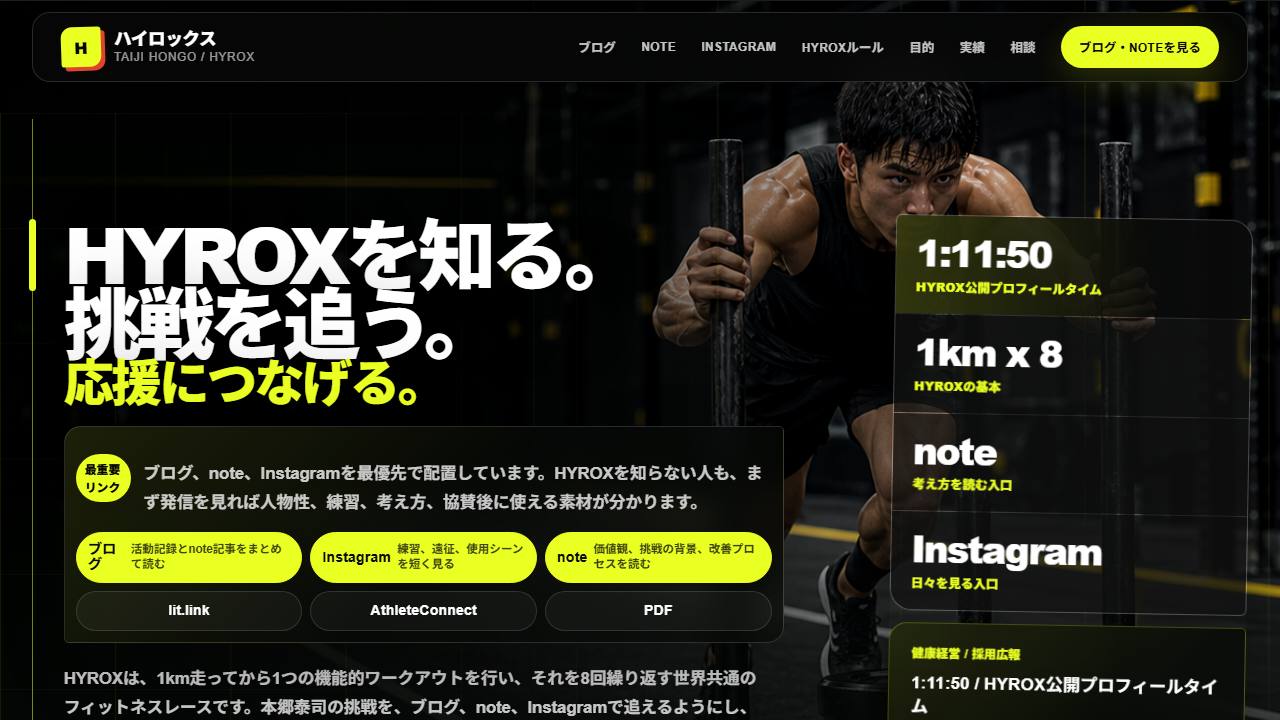 H
ハイロックス
TAIJI HONGO / HYROX
ブログ
NOTE
INSTAGRAM
HYROXルール
目的
実績
相談
ブログ・NOTEを見る
HYROXを知る。
挑戦を追う。
応援につなげる。
最重要
リンク
ブログ、note、Instagramを最優先で配置しています。HYROXを知らない人も、ま
ず発信を見れば人物性、練習、考え方、協賛後に使える素材が分かります。
ブロ
グ
活動記録とnote記事をまとめ
て読む
Instagram
練習、遠征、使用シーン
を短く見る
note
価値観、挑戦の背景、改善プロ
セスを読む
lit.link
AthleteConnect
PDF
HYROXは、1km走ってから1つの機能的ワークアウトを行い、それを8回繰り返す世界共通の
フィットネスレースです。本郷泰司の挑戦を、ブログ、note、Instagramで追えるようにし、
1:11:50
HYROX公開プロフィールタイム
1km x 8
HYROXの基本
note
考え方を読む入口
Instagram
日々を見る入口
健康経営 / 採用広報
1:11:50 / HYROX公開プロフィールタイ
ム